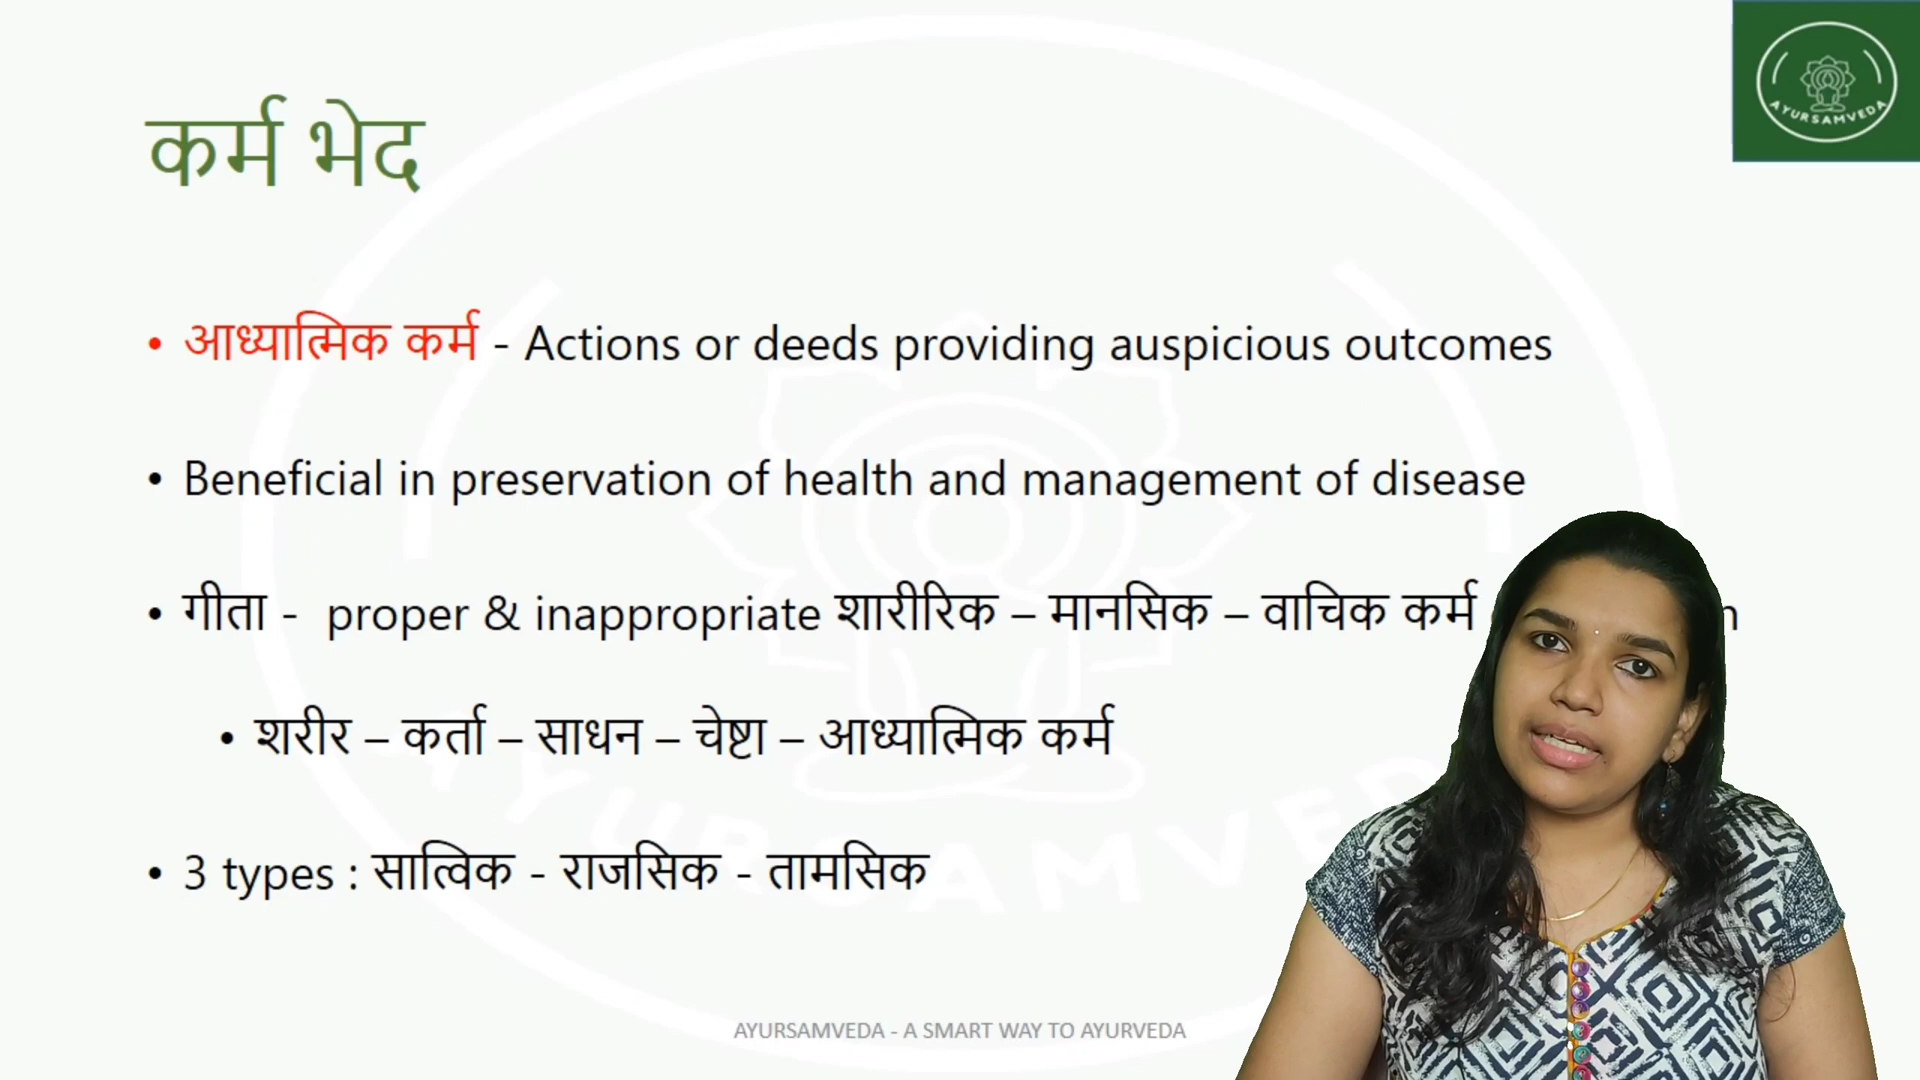 AYURSAMVEDA
कर्म भेद
• आध्यात्मिक कर्म - Actions or deeds providing auspicious outcomes
• Beneficial in preservation of health and management of disease
• गीता - proper & inappropriate शारीरिक – मानसिक – वाचिक कर्म
• शरीर – कर्ता – साधन – चेष्टा – आध्यात्मिक कर्म
• 3 types : सात्विक - राजसिक - तामसिक
AYURSAMVEDA
AYURSAMVEDA - A SMART WAY TO AYURVEDA